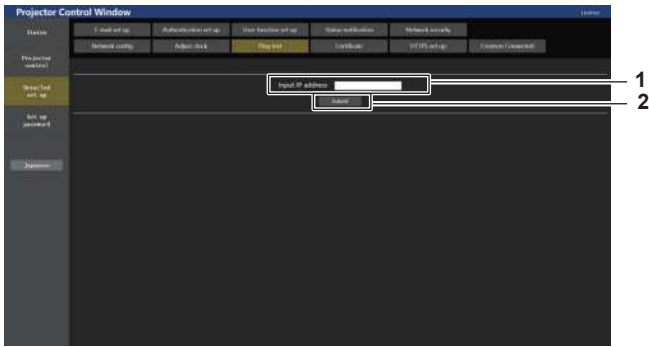 Projector Control Window
Status
E-mail set up Authentication set up User function set up Status notification Network security
Network config Adjust clock Ping test Certificate HTTPS set up Crestron Connected
Projector
control
Detailed
set up
Input IP address
1
Submit
2
Set up
password